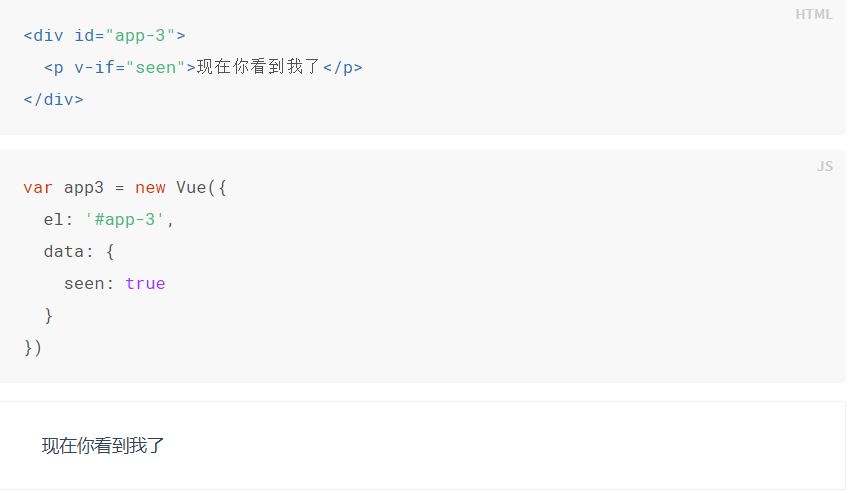 HTML
<div id="app-3">
  <p v-if="seen">现在你看到我了</p>
</div>
JS
var app3 = new Vue({
  el: '#app-3',
  data: {
    seen: true
  }
})
现在你看到我了